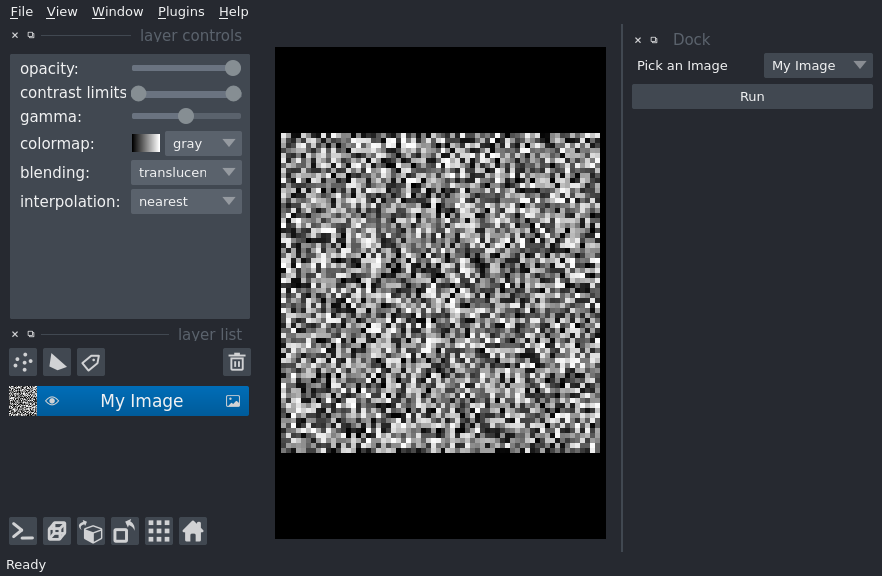 File View Window Plugins Help
layer controls
opacity:
contrast limits
gamma:
colormap: gray
blending: translucen
interpolation: nearest
layer list
My Image
Dock
Pick an Image My Image
Run
Ready